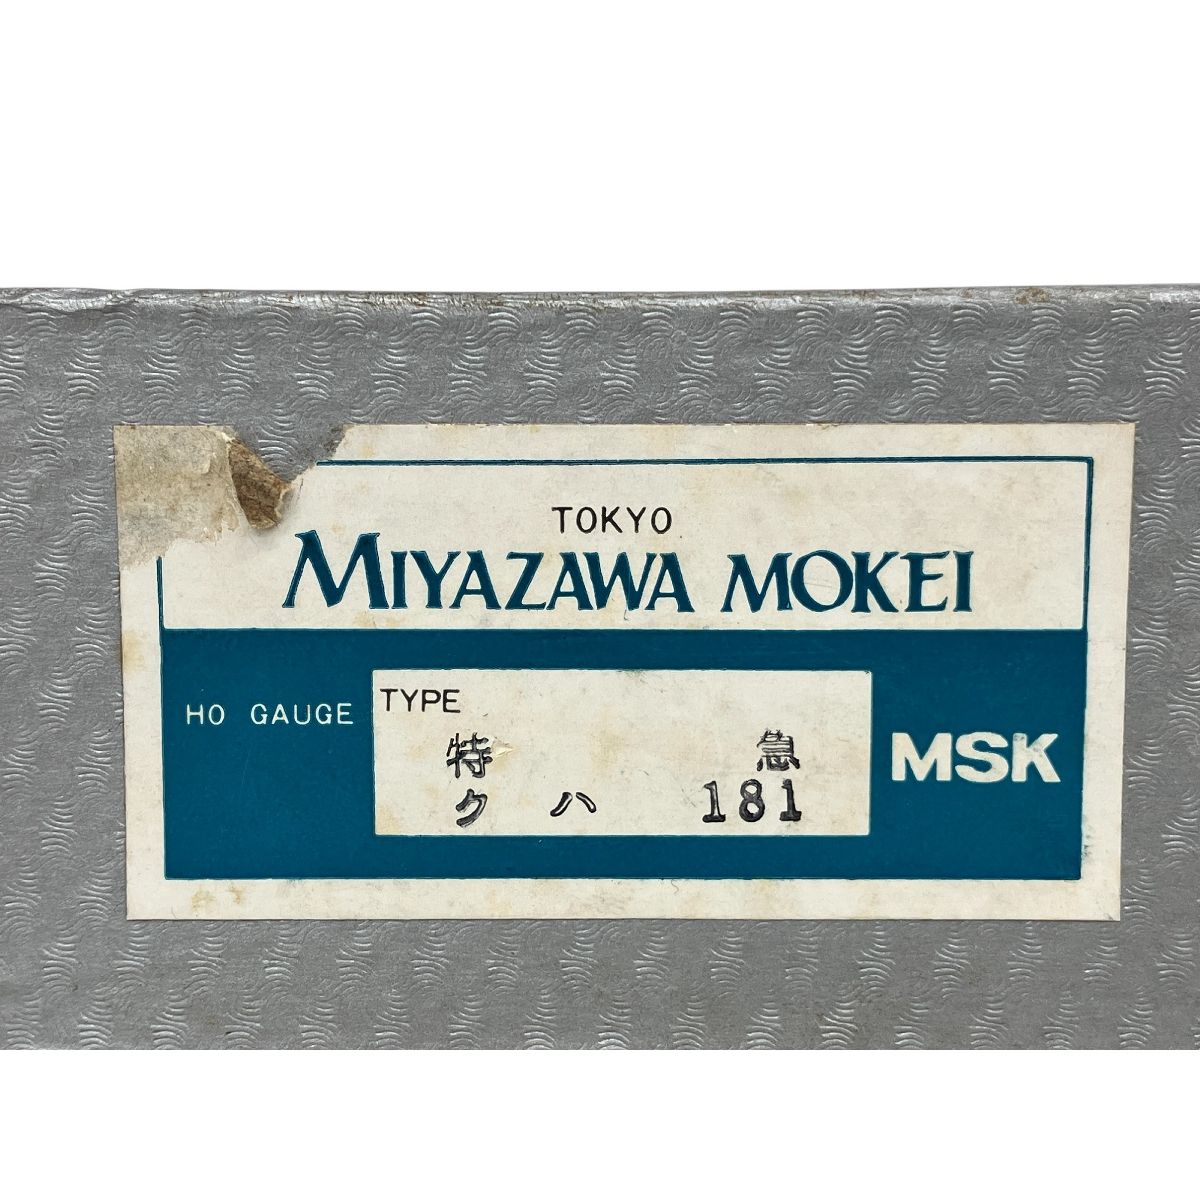 TOKYO
MIYAZAWA MOKEI
HO GAUGE
TYPE
特 急
クハ 181
MSK